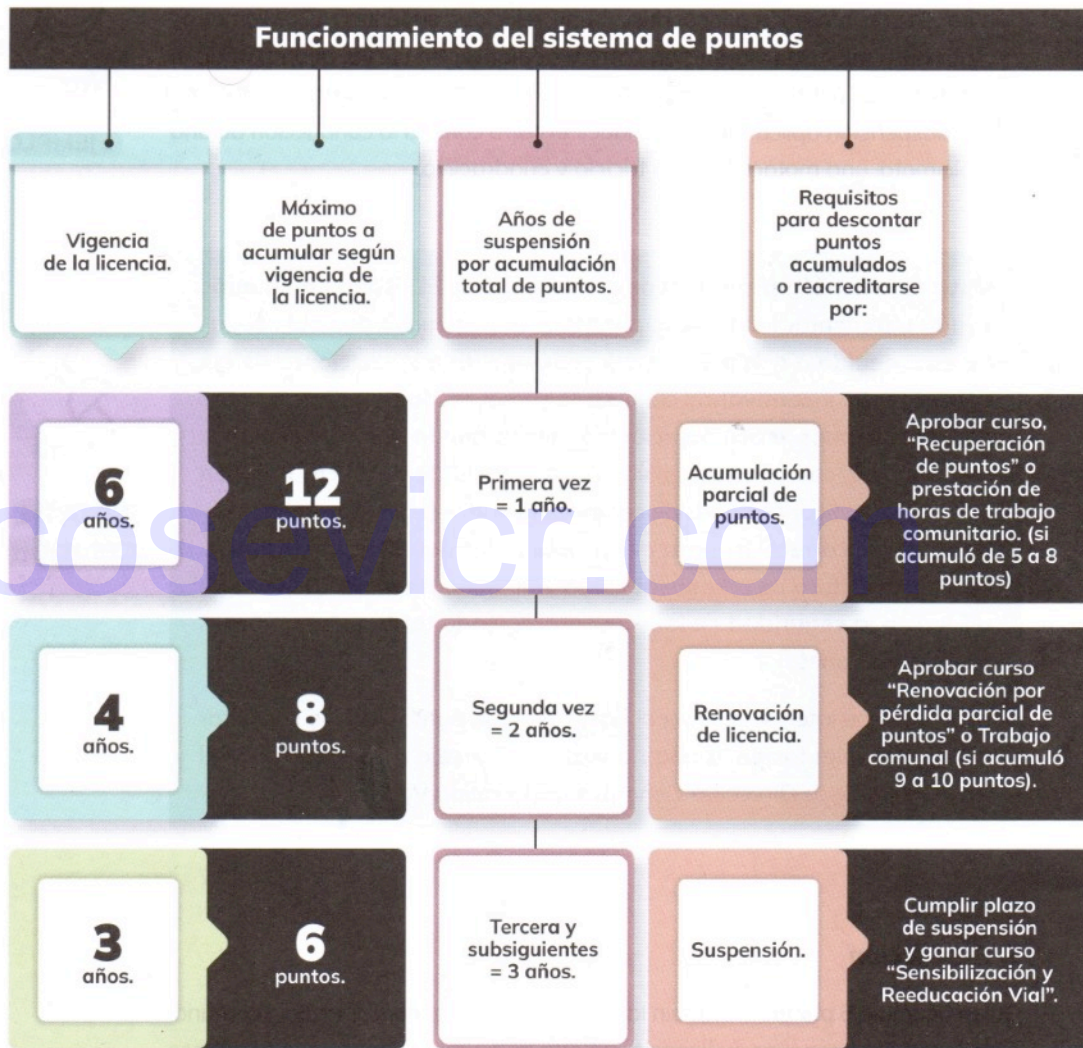 Funcionamiento del sistema de puntos
Vigencia
de la licencia.
Máximo
de puntos a
acumular según
vigencia de
la licencia.
Años de
suspensión
por acumulación
total de puntos.
Requisitos
para descontar
puntos
acumulados
o reacreditarse
por:
6
años.
12
puntos.
Primera vez
= 1 año.
Acumulación
parcial de
puntos.
Aprobar curso,
“Recuperación
de puntos” o
prestación de
horas de trabajo
comunitario. (si
acumuló de 5 a 8
puntos)
cosevicr.com
4
años.
8
puntos.
Segunda vez
= 2 años.
Renovación
de licencia.
Aprobar curso
“Renovación por
pérdida parcial de
puntos” o Trabajo
comunal (si acumuló
9 a 10 puntos).
3
años.
6
puntos.
Tercera y
subsiguientes
= 3 años.
Suspensión.
Cumplir plazo
de suspensión
y ganar curso
“Sensibilización y
Reeducación Vial”.